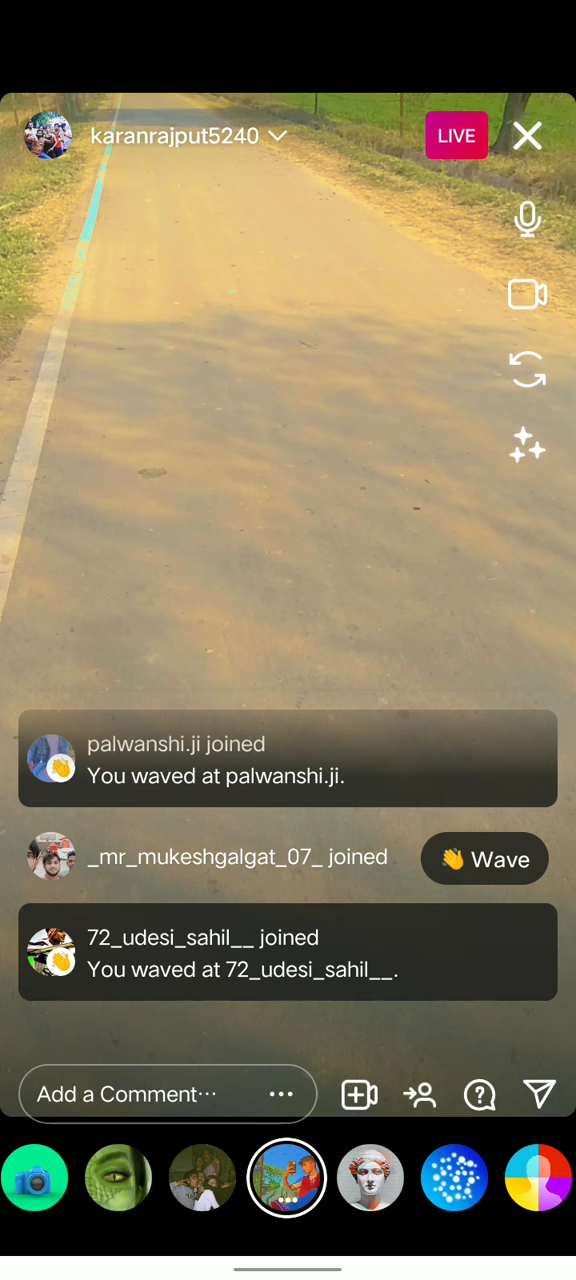 karanrajput5240
LIVE
palwanshi.ji joined
You waved at palwanshi.ji.
_mr_mukeshgalgat_07_ joined
👋 Wave
72_udesi_sahil__ joined
You waved at 72_udesi_sahil__.
Add a Comment···